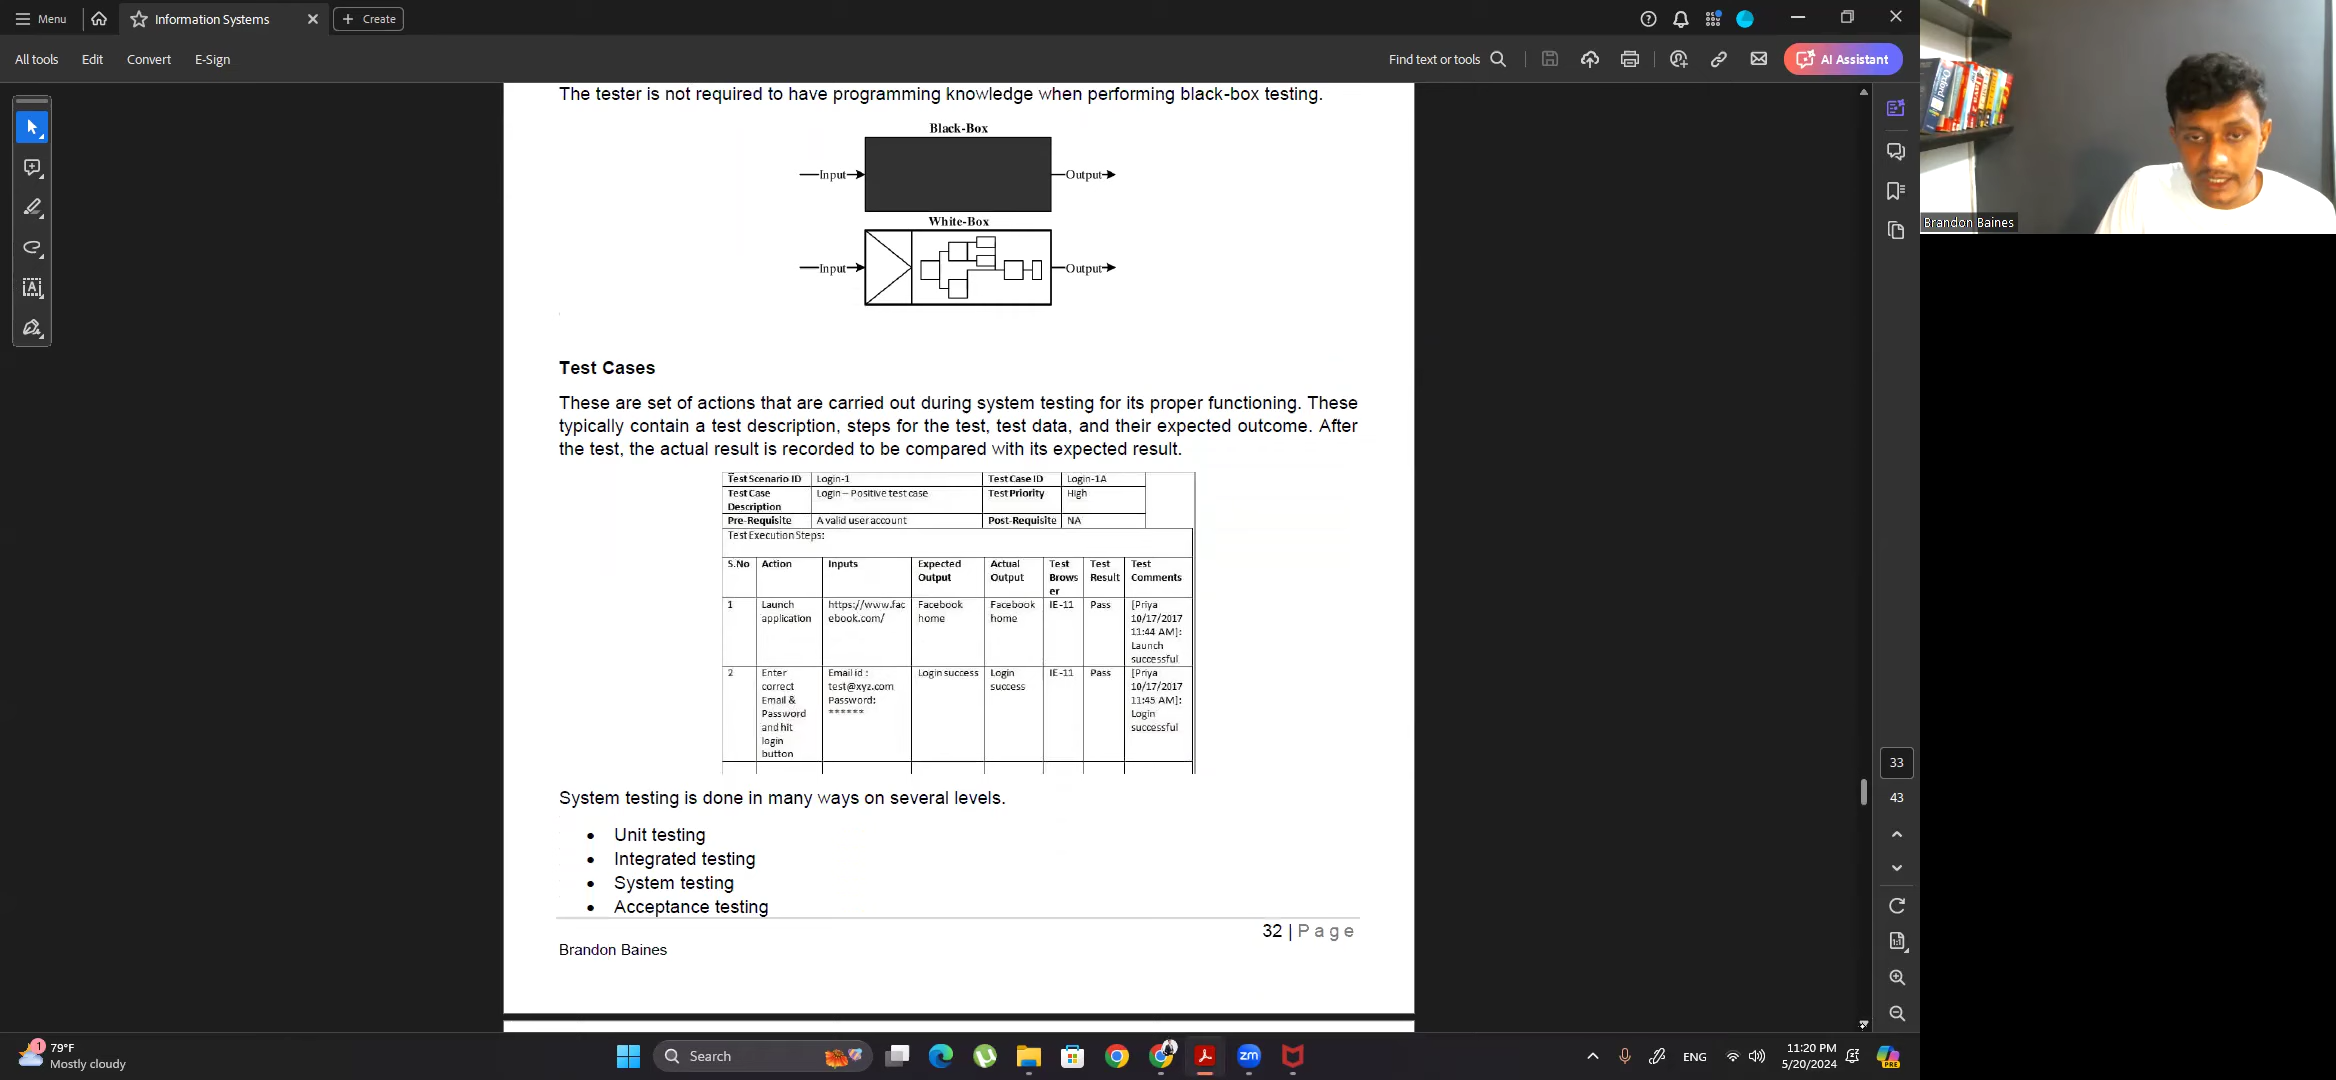 Menu
Information Systems
Create
All tools
Edit
Convert
E-Sign
Find text or tools
AI Assistant
The tester is not required to have programming knowledge when performing black-box testing.
Black-Box
Input
Output
White-Box
Input
Output
Test Cases
These are set of actions that are carried out during system testing for its proper functioning. These
typically contain a test description, steps for the test, test data, and their expected outcome. After
the test, the actual result is recorded to be compared with its expected result.
Test Scenario ID Login-1 Test Case ID Login-1A
Test Case Description Login – Positive test case Test Priority High
Pre-Requisite A valid user account Post-Requisite NA
Test Execution Steps:
S.No Action Inputs Expected Output Actual Output Test Brows er Test Result Test Comments
1 Launch application https://www.fac ebook.com/ Facebook home Facebook home IE-11 Pass [Priya 10/17/2017 11:44 AM]: Launch successful
2 Enter correct Email & Password and hit login button Email id : test@xyz.com Password: ****** Login success Login success IE-11 Pass [Priya 10/17/2017 11:45 AM]: Login successful
System testing is done in many ways on several levels.
• Unit testing
• Integrated testing
• System testing
• Acceptance testing
32 | Page
Brandon Baines
33
43
Brandon Baines
Oxford
1
79°F
Mostly cloudy
Search
zm
ENG
11:20 PM
5/20/2024
PRE